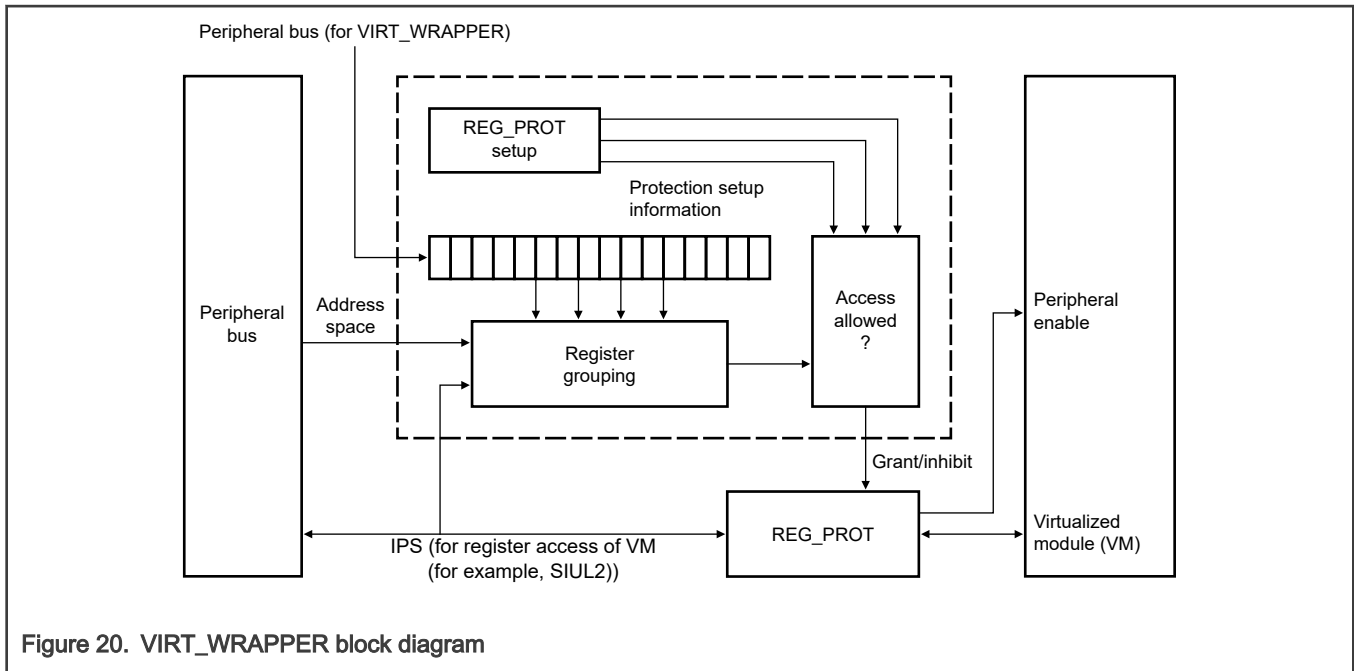 Peripheral bus (for VIRT_WRAPPER)
REG_PROT
setup
Protection setup
information
Peripheral
bus
Address
space
Register
grouping
Access
allowed
?
Peripheral
enable
Grant/inhibit
IPS (for register access of VM
(for example, SIUL2))
REG_PROT
Virtualized
module (VM)
Figure 20. VIRT_WRAPPER block diagram